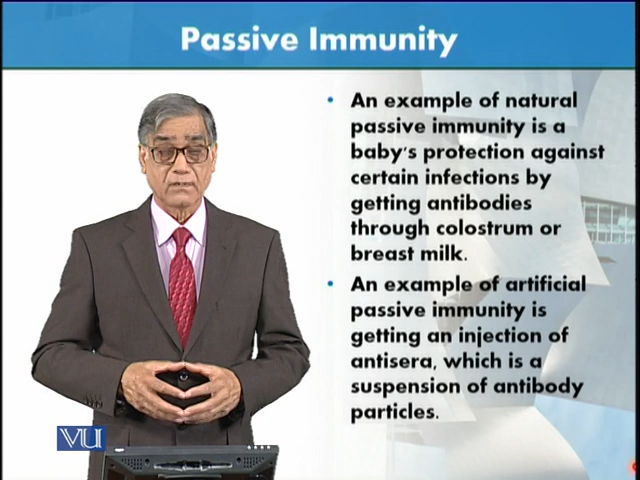 Passive Immunity
• An example of natural
passive immunity is a
baby's protection against
certain infections by
getting antibodies
through colostrum or
breast milk.
• An example of artificial
passive immunity is
getting an injection of
antisera, which is a
suspension of antibody
particles.
VU